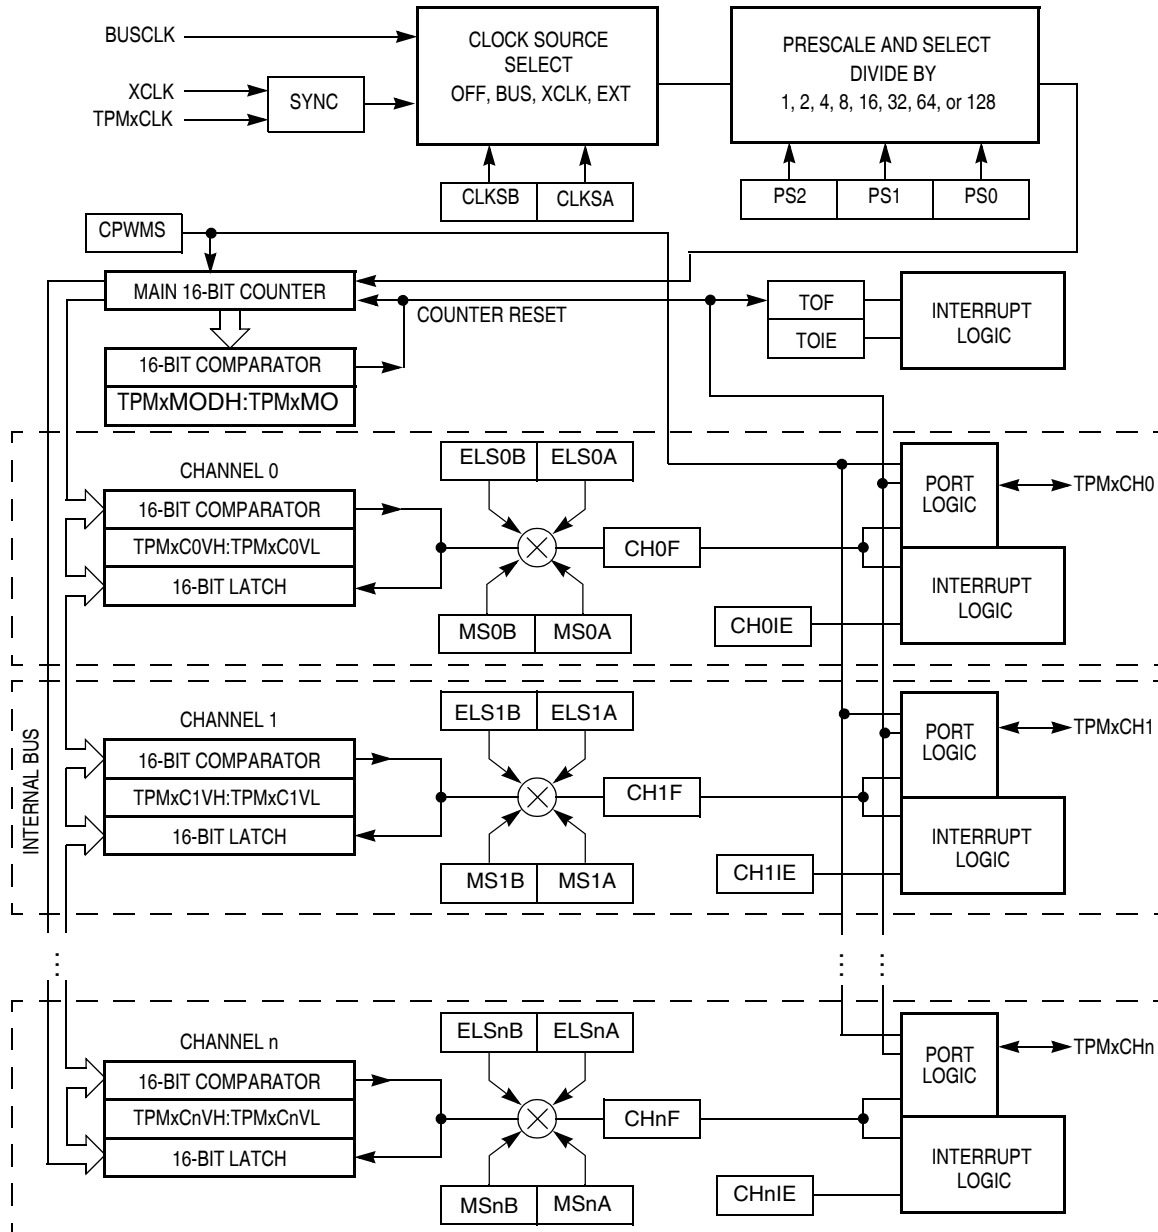 BUSCLK
XCLK
TPMxCLK
SYNC
CLOCK SOURCE
SELECT
OFF, BUS, XCLK, EXT
PRESCALE AND SELECT
DIVIDE BY
1, 2, 4, 8, 16, 32, 64, or 128
CLKSB
CLKSA
PS2
PS1
PS0
CPWMS
MAIN 16-BIT COUNTER
COUNTER RESET
16-BIT COMPARATOR
TPMxMODH:TPMxMO
TOF
TOIE
INTERRUPT
LOGIC
INTERNAL BUS
CHANNEL 0
16-BIT COMPARATOR
TPMxC0VH:TPMxC0VL
16-BIT LATCH
ELS0B
ELS0A
MS0B
MS0A
CH0F
CH0IE
PORT
LOGIC
INTERRUPT
LOGIC
TPMxCH0
CHANNEL 1
16-BIT COMPARATOR
TPMxC1VH:TPMxC1VL
16-BIT LATCH
ELS1B
ELS1A
MS1B
MS1A
CH1F
CH1IE
PORT
LOGIC
INTERRUPT
LOGIC
TPMxCH1
...
...
...
CHANNEL n
16-BIT COMPARATOR
TPMxCnVH:TPMxCnVL
16-BIT LATCH
ELSnB
ELSnA
MSnB
MSnA
CHnF
CHnIE
PORT
LOGIC
INTERRUPT
LOGIC
TPMxCHn